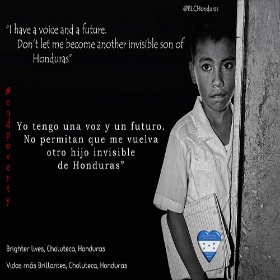 @BLCHonduras
"I have a voice and a future.
Don't let me become another invisible son of
Honduras"
#endpoverty
Yo tengo una voz y un futuro.
No permitan que me vuelva
otro hijo invisible
de Honduras"
Brighter lives, Choluteca, Honduras
Vidas más Brillantes, Choluteca, Honduras